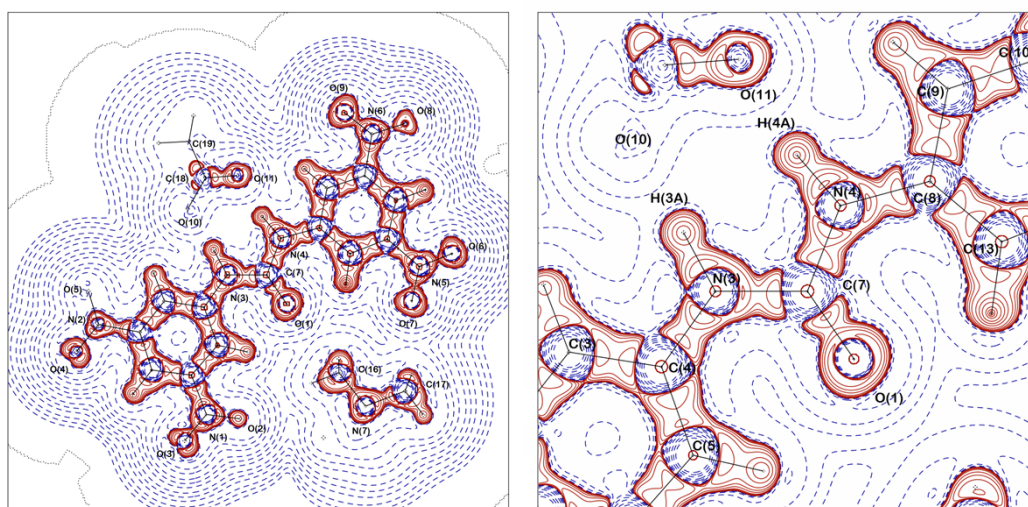 O(9)
N(6)
O(8)
C(19)
C(18)
O(11)
O(10)
N(4)
O(6)
C(7)
N(5)
O(5)
N(3)
O(1)
O(7)
N(2)
O(4)
C(16)
C(17)
N(7)
N(1)
O(2)
O(3)
C(10)
C(9)
O(11)
H(4A)
O(10)
N(4)
C(8)
H(3A)
C(13)
N(3)
C(7)
C(3)
C(4)
O(1)
C(5)